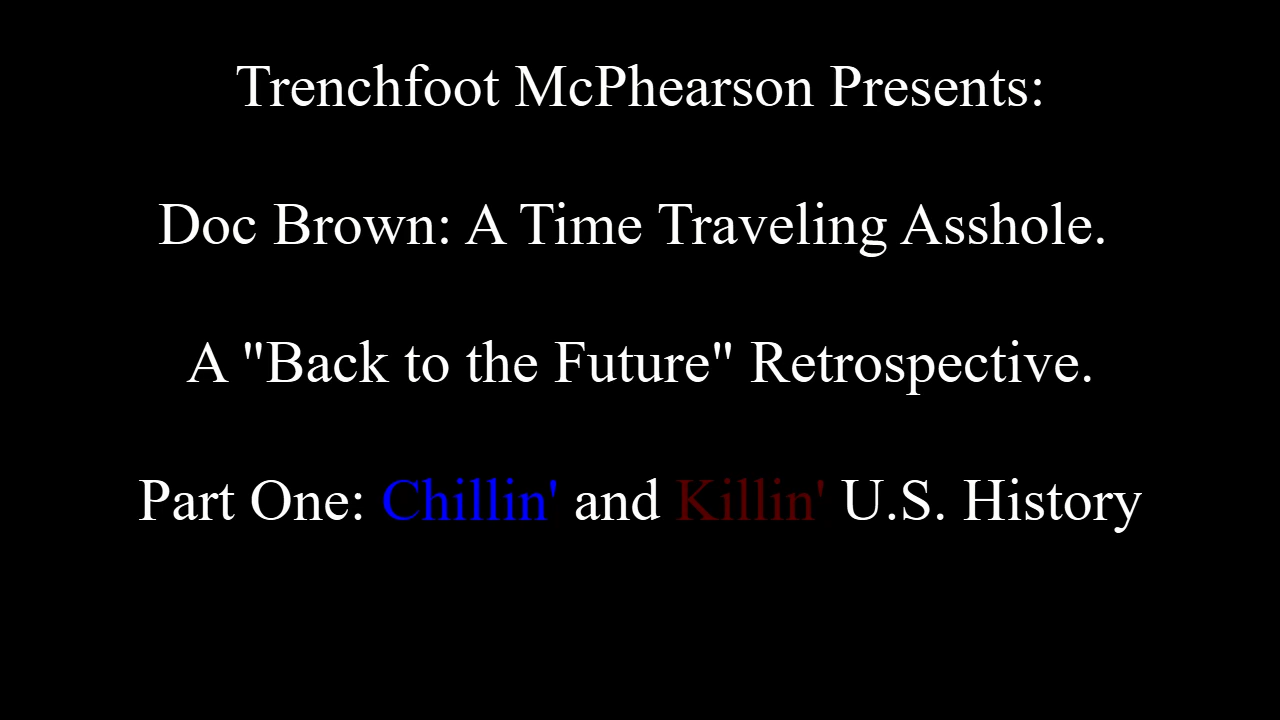 Trenchfoot McPhearson Presents:
Doc Brown: A Time Traveling Asshole.
A "Back to the Future" Retrospective.
Part One: Chillin' and Killin' U.S. History